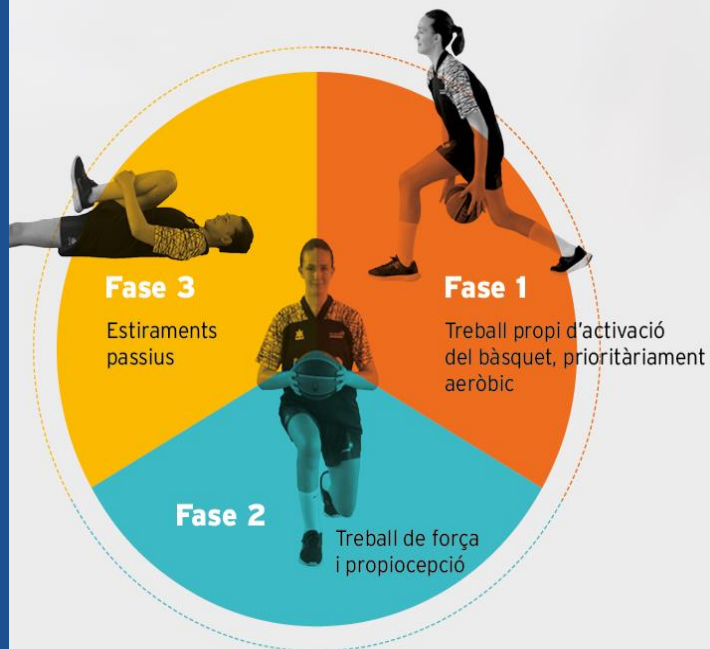 Fase 1
Treball propi d'activació
del bàsquet, prioritàriament
aeròbic
Fase 2
Treball de força
i propiocepció
Fase 3
Estiraments
passius